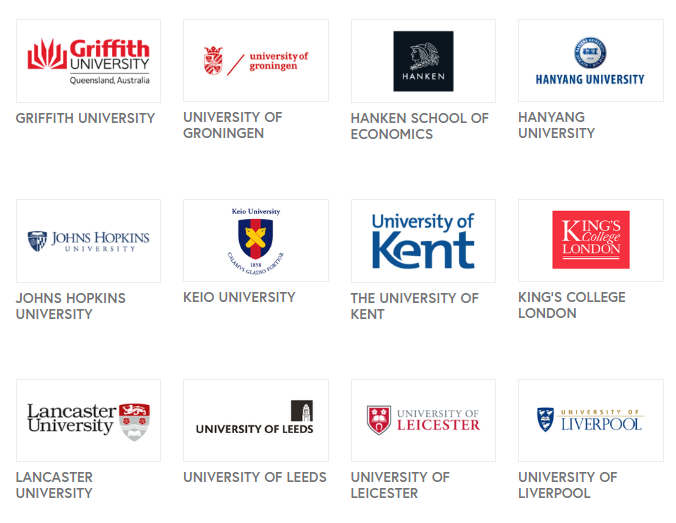 Griffith
UNIVERSITY
Queensland, Australia
GRIFFITH UNIVERSITY
university of
groningen
UNIVERSITY OF
GRONINGEN
HANKEN
HANKEN SCHOOL OF
ECONOMICS
HANYANG UNIVERSITY
HANYANG
UNIVERSITY
JOHNS HOPKINS
UNIVERSITY
JOHNS HOPKINS
UNIVERSITY
Keio University
1858
CALAMVS GLADIO FORTIOR
KEIO UNIVERSITY
University of
Kent
THE UNIVERSITY OF
KENT
KING'S
College
LONDON
KING'S COLLEGE
LONDON
Lancaster
University
LANCASTER
UNIVERSITY
UNIVERSITY OF LEEDS
UNIVERSITY OF LEEDS
UNIVERSITY OF
LEICESTER
UNIVERSITY OF
LEICESTER
UNIVERSITY OF
LIVERPOOL
UNIVERSITY OF
LIVERPOOL